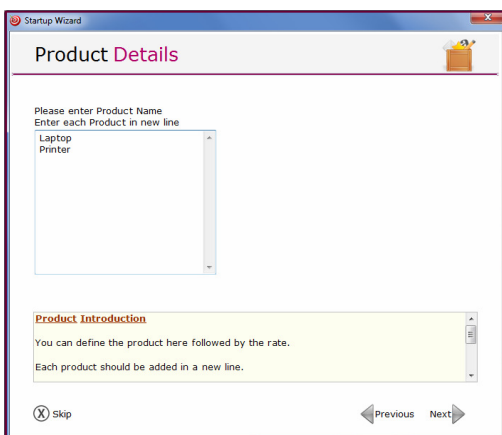 Startup Wizard
Product Details
Please enter Product Name
Enter each Product in new line
Laptop
Printer
Product Introduction
You can define the product here followed by the rate.
Each product should be added in a new line.
X Skip
Previous Next